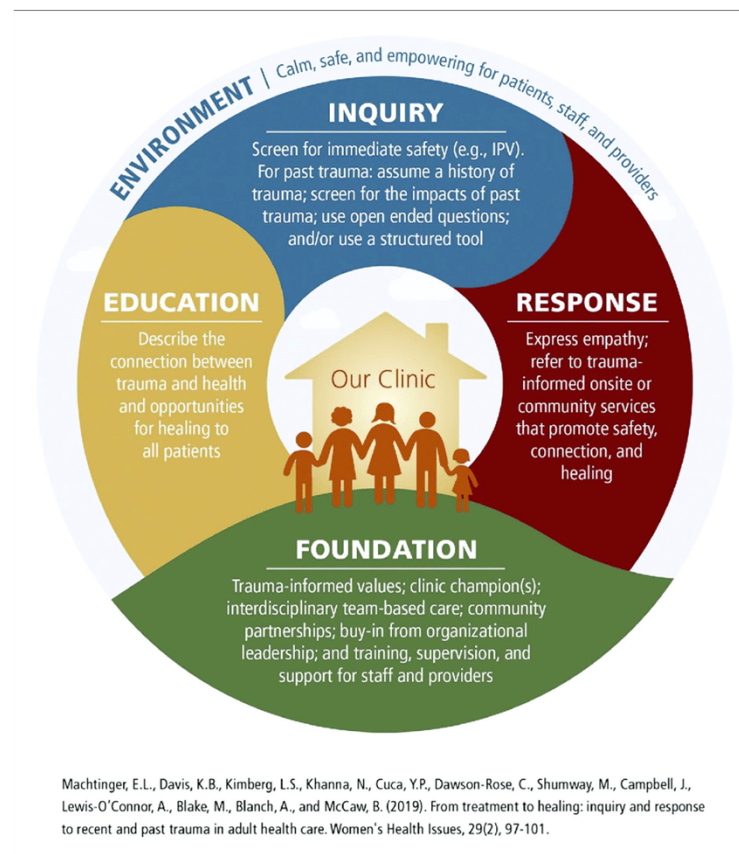 ENVIRONMENT | Calm, safe, and empowering for patients, staff, and providers
INQUIRY
Screen for immediate safety (e.g., IPV).
For past trauma: assume a history of
trauma; screen for the impacts of past
trauma; use open ended questions;
and/or use a structured tool
EDUCATION
Describe the
connection between
trauma and health
and opportunities
for healing to
all patients
RESPONSE
Express empathy;
refer to trauma-
informed onsite or
community services
that promote safety,
connection, and
healing
Our Clinic
FOUNDATION
Trauma-informed values; clinic champion(s);
interdisciplinary team-based care; community
partnerships; buy-in from organizational
leadership; and training, supervision, and
support for staff and providers
Machtinger, E.L., Davis, K.B., Kimberg, L.S., Khanna, N., Cuca, Y.P., Dawson-Rose, C., Shumway, M., Campbell, J.,
Lewis-O'Connor, A., Blake, M., Blanch, A., and McCaw, B. (2019). From treatment to healing: inquiry and response
to recent and past trauma in adult health care. Women's Health Issues, 29(2), 97-101.